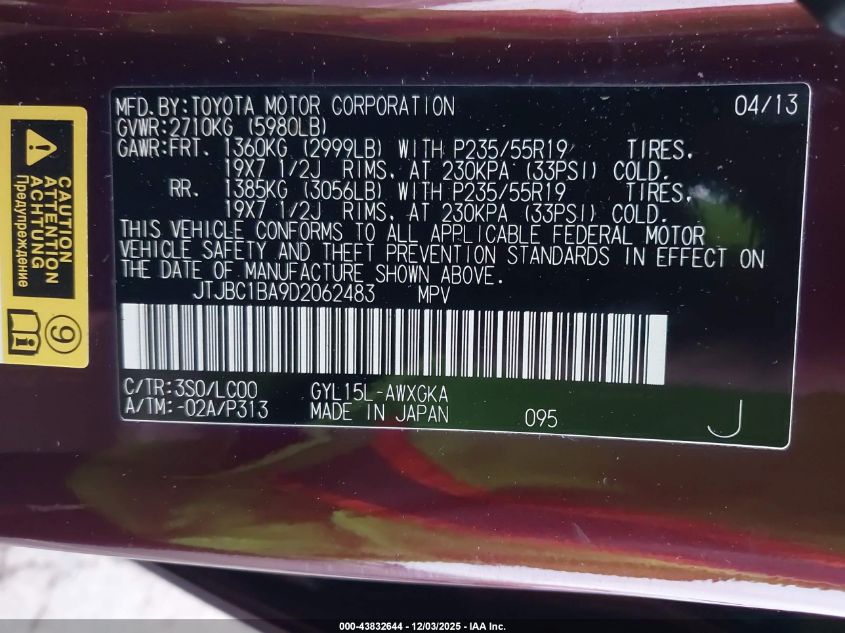 MFD.BY:TOYOTA MOTOR CORPORATION 04/13
GVWR:2710KG (5980LB)
GAWR:FRT. 1360KG (2999LB) WITH P235/55R19 TIRES,
19X7 1/2J RIMS, AT 230KPA (33PSI) COLD.
RR. 1385KG (3056LB) WITH P235/55R19 TIRES,
19X7 1/2J RIMS, AT 230KPA (33PSI) COLD.
THIS VEHICLE CONFORMS TO ALL APPLICABLE FEDERAL MOTOR
VEHICLE SAFETY AND THEFT PREVENTION STANDARDS IN EFFECT ON
THE DATE OF MANUFACTURE SHOWN ABOVE.
JTJBC1BA9D2062483 MPV
C/TR:3S0/LC00 GYL15L-AWXGKA
A/TM:-02A/P313 MADE IN JAPAN 095 J
CAUTION
ATTENTION
ACHTUNG
Предупреждение
9
000-43832644 - 12/03/2025 - IAA Inc.